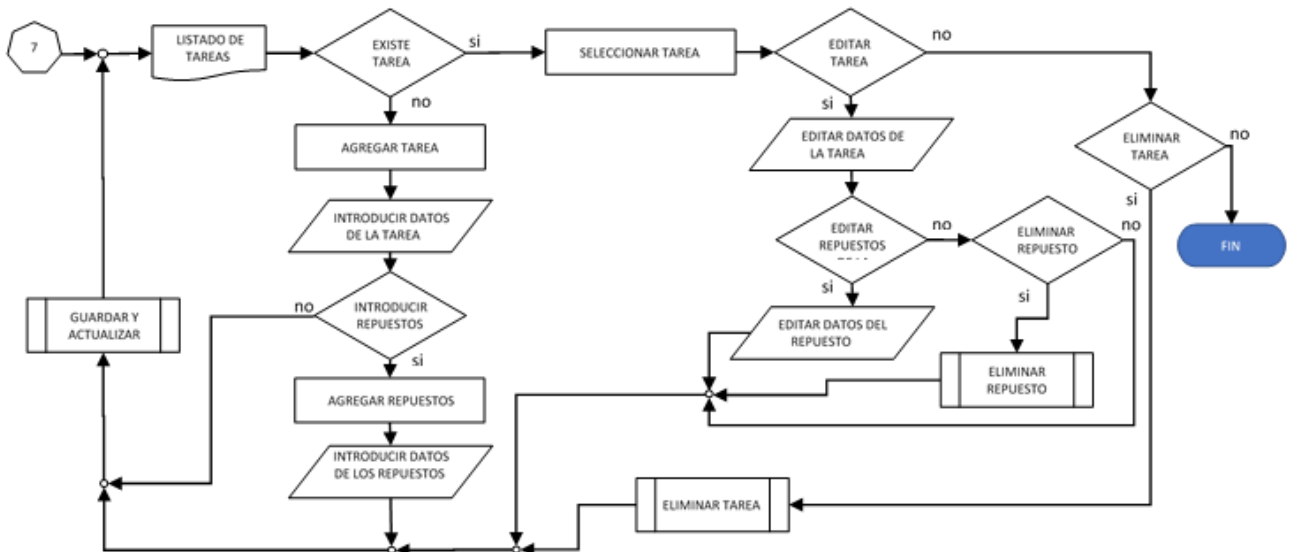 7
LISTADO DE
TAREAS
EXISTE
TAREA
si
SELECCIONAR TAREA
EDITAR
TAREA
no
no
si
AGREGAR TAREA
EDITAR DATOS DE
LA TAREA
ELIMINAR
TAREA
no
si
INTRODUCIR DATOS
DE LA TAREA
EDITAR
REPUESTOS
no
ELIMINAR
REPUESTO
no
FIN
si
si
GUARDAR Y
ACTUALIZAR
no
INTRODUCIR
REPUESTOS
EDITAR DATOS DEL
REPUESTO
si
ELIMINAR
REPUESTO
AGREGAR REPUESTOS
INTRODUCIR DATOS
DE LOS REPUESTOS
ELIMINAR TAREA